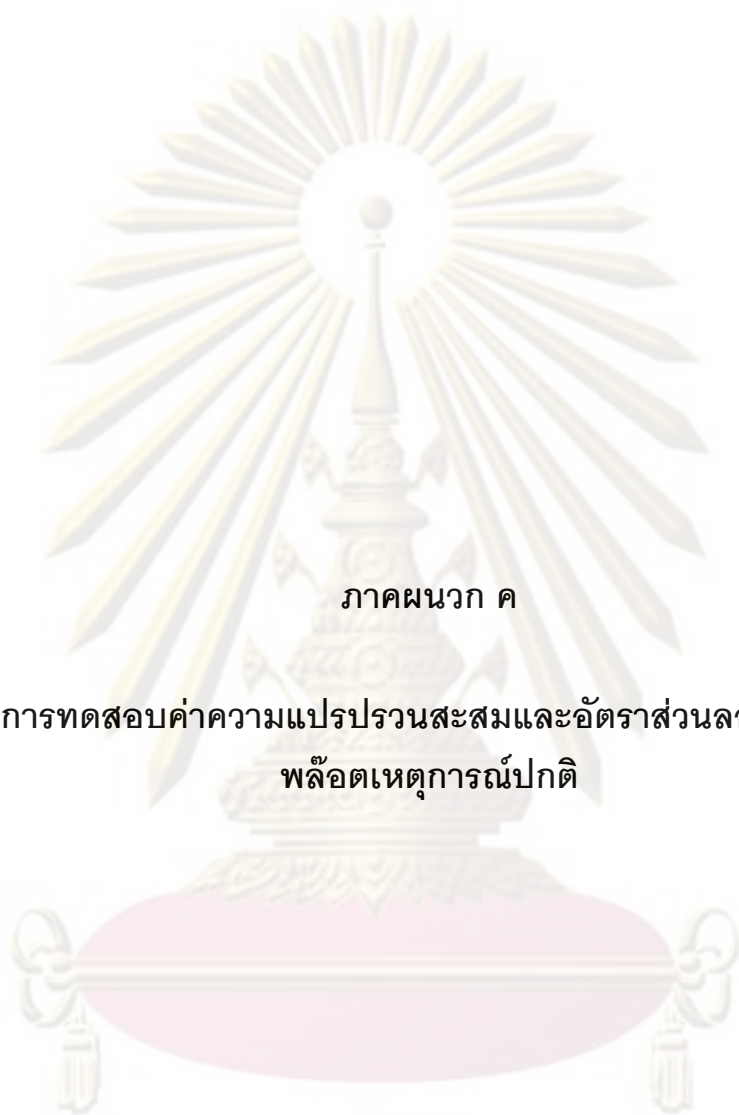 ภาคผนวก ค
การทดสอบค่าความแปรปรวนสะสมและอัตราส่วน
พล๊อตเหตุการณ์ปกติ